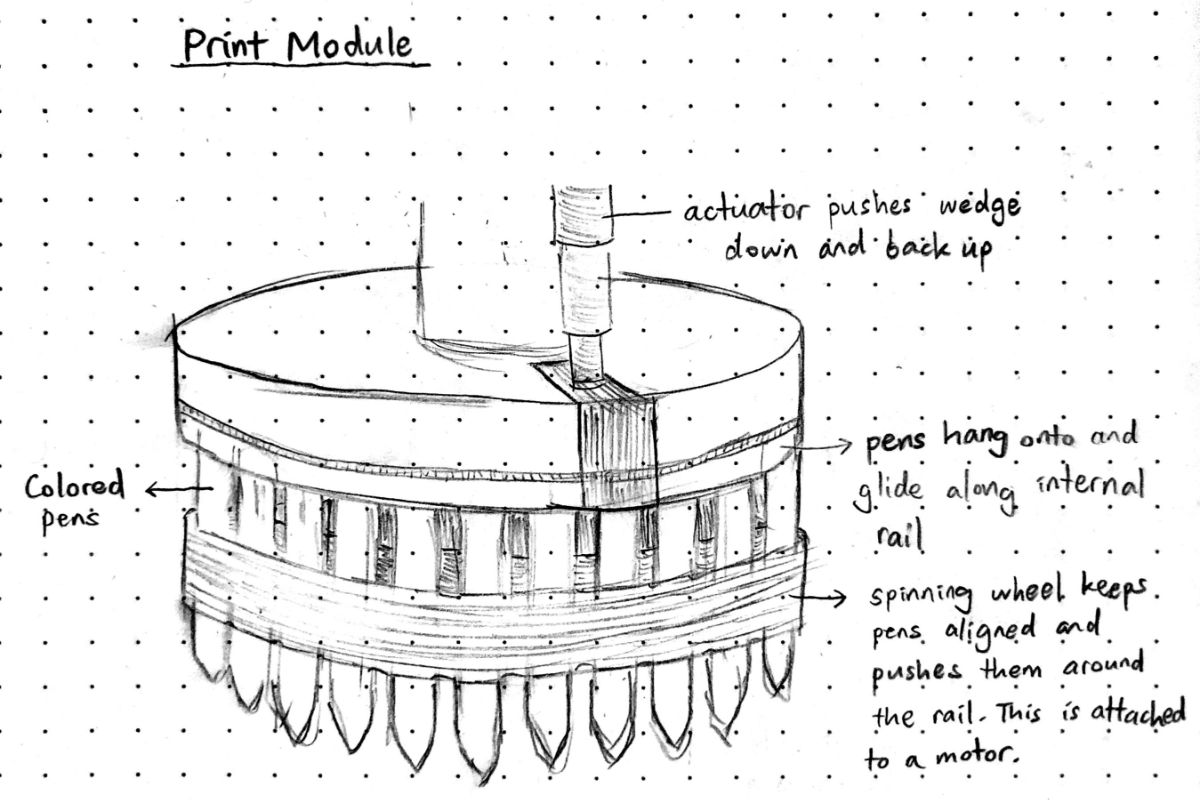 Print Module
actuator pushes wedge
down and back up
pens hang onto and
glide along internal
rail
Colored
pens
spinning wheel keeps
pens aligned and
pushes them around
the rail. This is attached
to a motor.